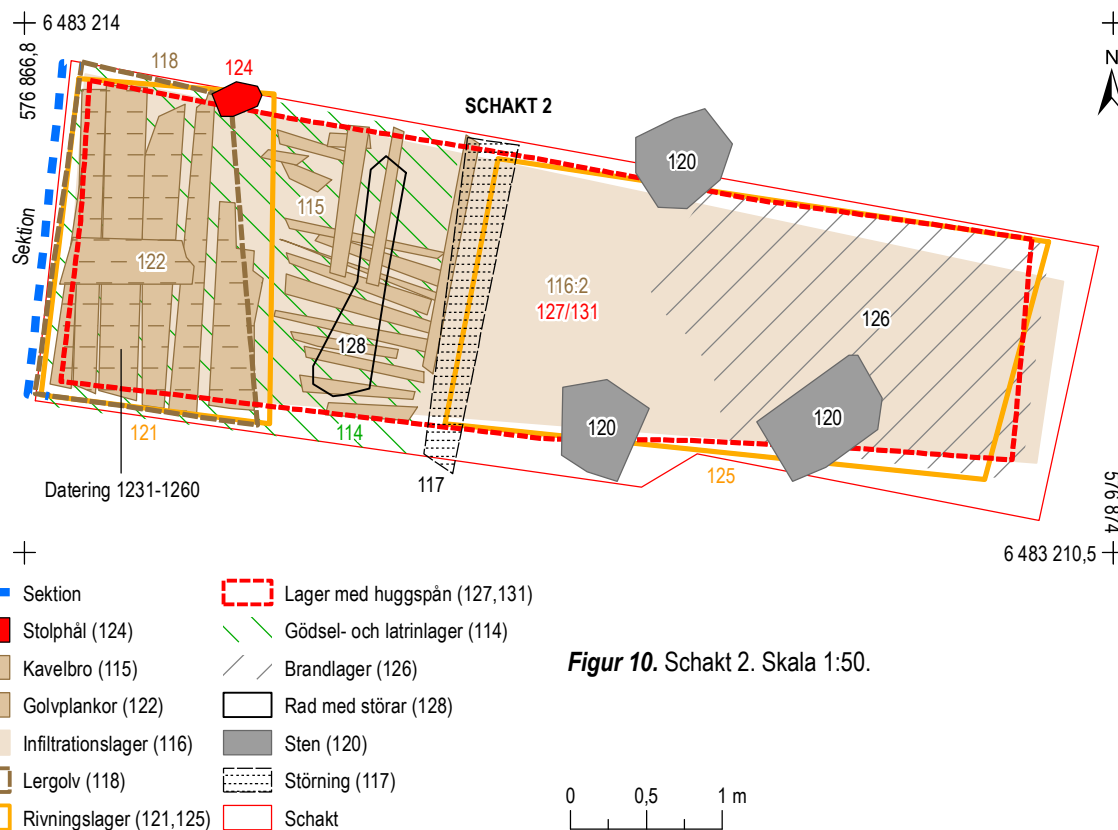 6 483 214
N
576 866,8
118
124
SCHAKT 2
120
115
Sektion
122
116:2
127/131
126
128
120
120
121
114
125
117
Datering 1231-1260
576 874
6 483 210,5
Sektion
Stolphål (124)
Kavelbro (115)
Golvplankor (122)
Infiltrationslager (116)
Lergolv (118)
Rivningslager (121,125)
Lager med huggspån (127,131)
Gödsel- och latrinlager (114)
Brandlager (126)
Rad med störar (128)
Sten (120)
Störning (117)
Schakt
Figur 10. Schakt 2. Skala 1:50.
0 0,5 1 m